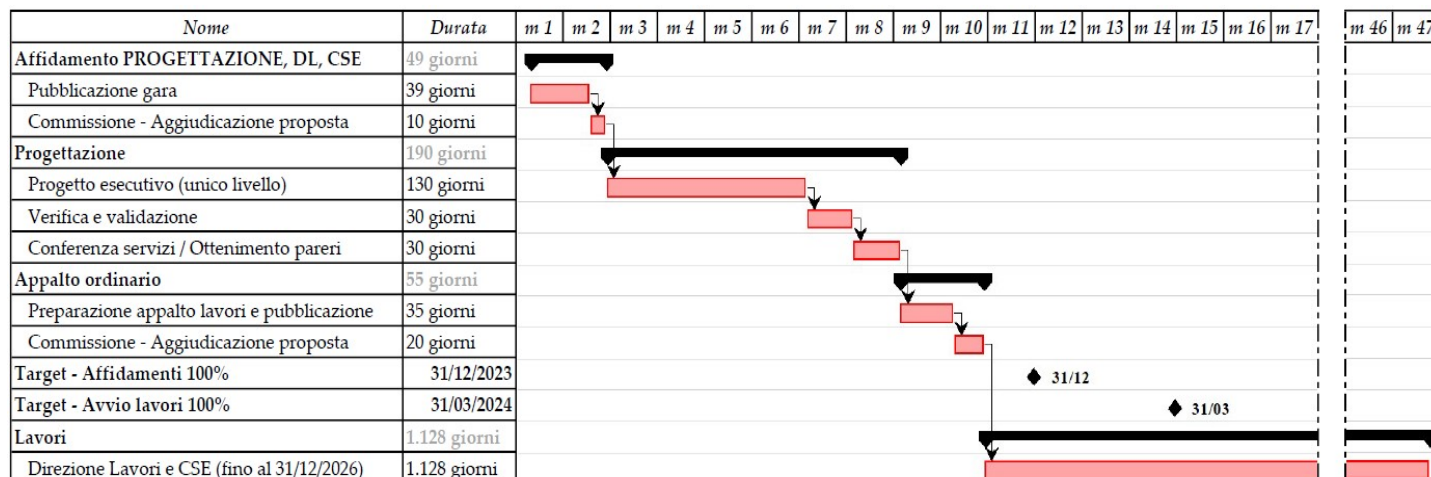 Nome Durata m 1 m 2 m 3 m 4 m 5 m 6 m 7 m 8 m 9 m 10 m 11 m 12 m 13 m 14 m 15 m 16 m 17 m 46 m 47
Affidamento PROGETTAZIONE, DL, CSE 49 giorni
Pubblicazione gara 39 giorni
Commissione - Aggiudicazione proposta 10 giorni
Progettazione 190 giorni
Progetto esecutivo (unico livello) 130 giorni
Verifica e validazione 30 giorni
Conferenza servizi / Ottenimento pareri 30 giorni
Appalto ordinario 55 giorni
Preparazione appalto lavori e pubblicazione 35 giorni
Commissione - Aggiudicazione proposta 20 giorni
Target - Affidamenti 100% 31/12/2023 31/12
Target - Avvio lavori 100% 31/03/2024 31/03
Lavori 1.128 giorni
Direzione Lavori e CSE (fino al 31/12/2026) 1.128 giorni